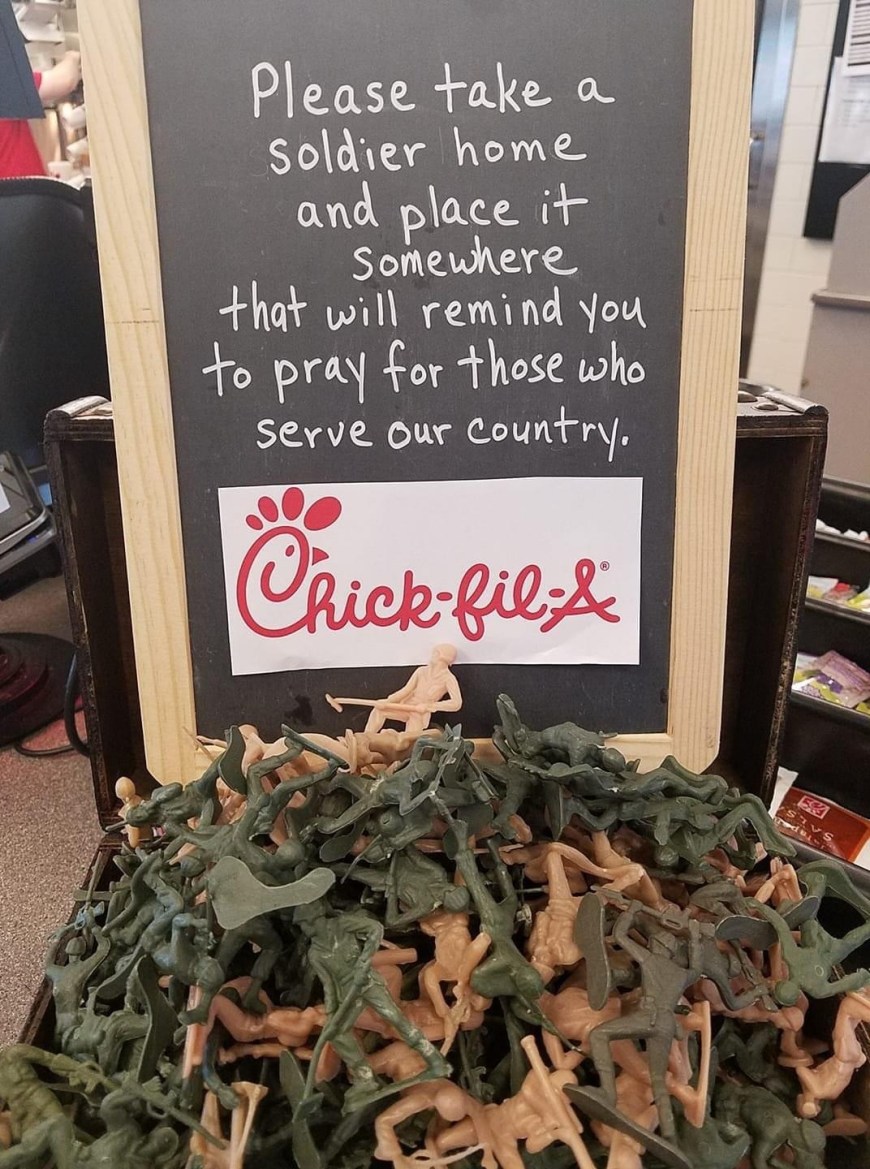 Please take a
soldier home
and place it
somewhere
that will remind you
to pray for those who
serve our country.
Chick-fil-A®